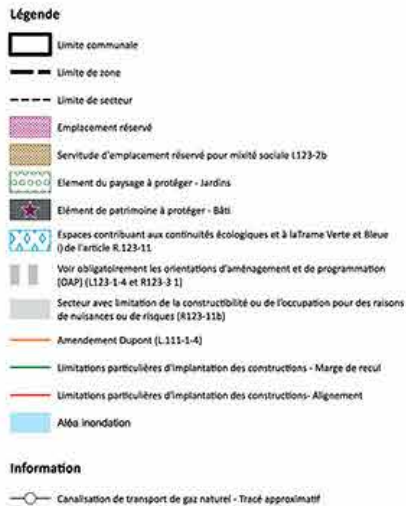 Légende
Limite communale
Limite de zone
Limite de secteur
Emplacement réservé
Servitude d'emplacement réservé pour mixité sociale L123-2b
Element du paysage à protéger - Jardins
Elément de patrimoine à protéger - Bâti
Espaces contribuant aux continuités écologiques et à laTrame Verte et Bleue
i) de l'article R.123-11
Voir obligatoirement les orientations d'aménagement et de programmation
(OAP) (L123-1-4 et R123-3 1)
Secteur avec limitation de la constructibilité ou de l'occupation pour des raisons
de nuisances ou de risques (R123-11b)
Amendement Dupont (L.111-1-4)
Limitations particulières d'implantation des constructions - Marge de recul
Limitations particulières d'implantation des constructions- Alignement
Aléa inondation
Information
Canalisation de transport de gaz naturel - Tracé approximatif